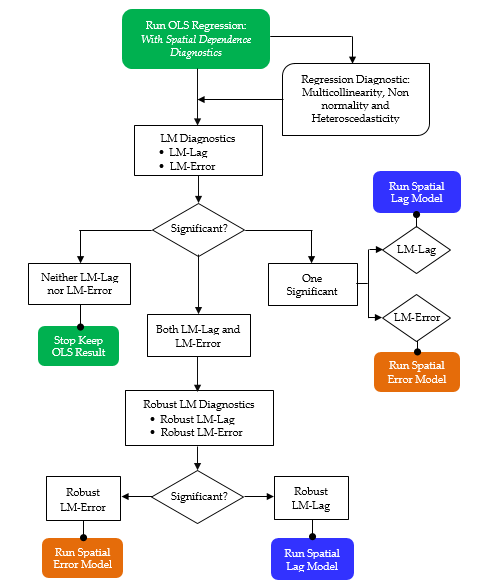 Run OLS Regression:
With Spatial Dependence
Diagnostics
Regression Diagnostic:
Multicollinearity, Non
normality and
Heteroscedasticity
LM Diagnostics
• LM-Lag
• LM-Error
Significant?
Neither LM-Lag
nor LM-Error
Stop Keep
OLS Result
Both LM-Lag and
LM-Error
One
Significant
Run Spatial
Lag Model
LM-Lag
LM-Error
Run Spatial
Error Model
Robust LM Diagnostics
• Robust LM-Lag
• Robust LM-Error
Significant?
Robust
LM-Error
Run Spatial
Error Model
Robust
LM-Lag
Run Spatial
Lag Model